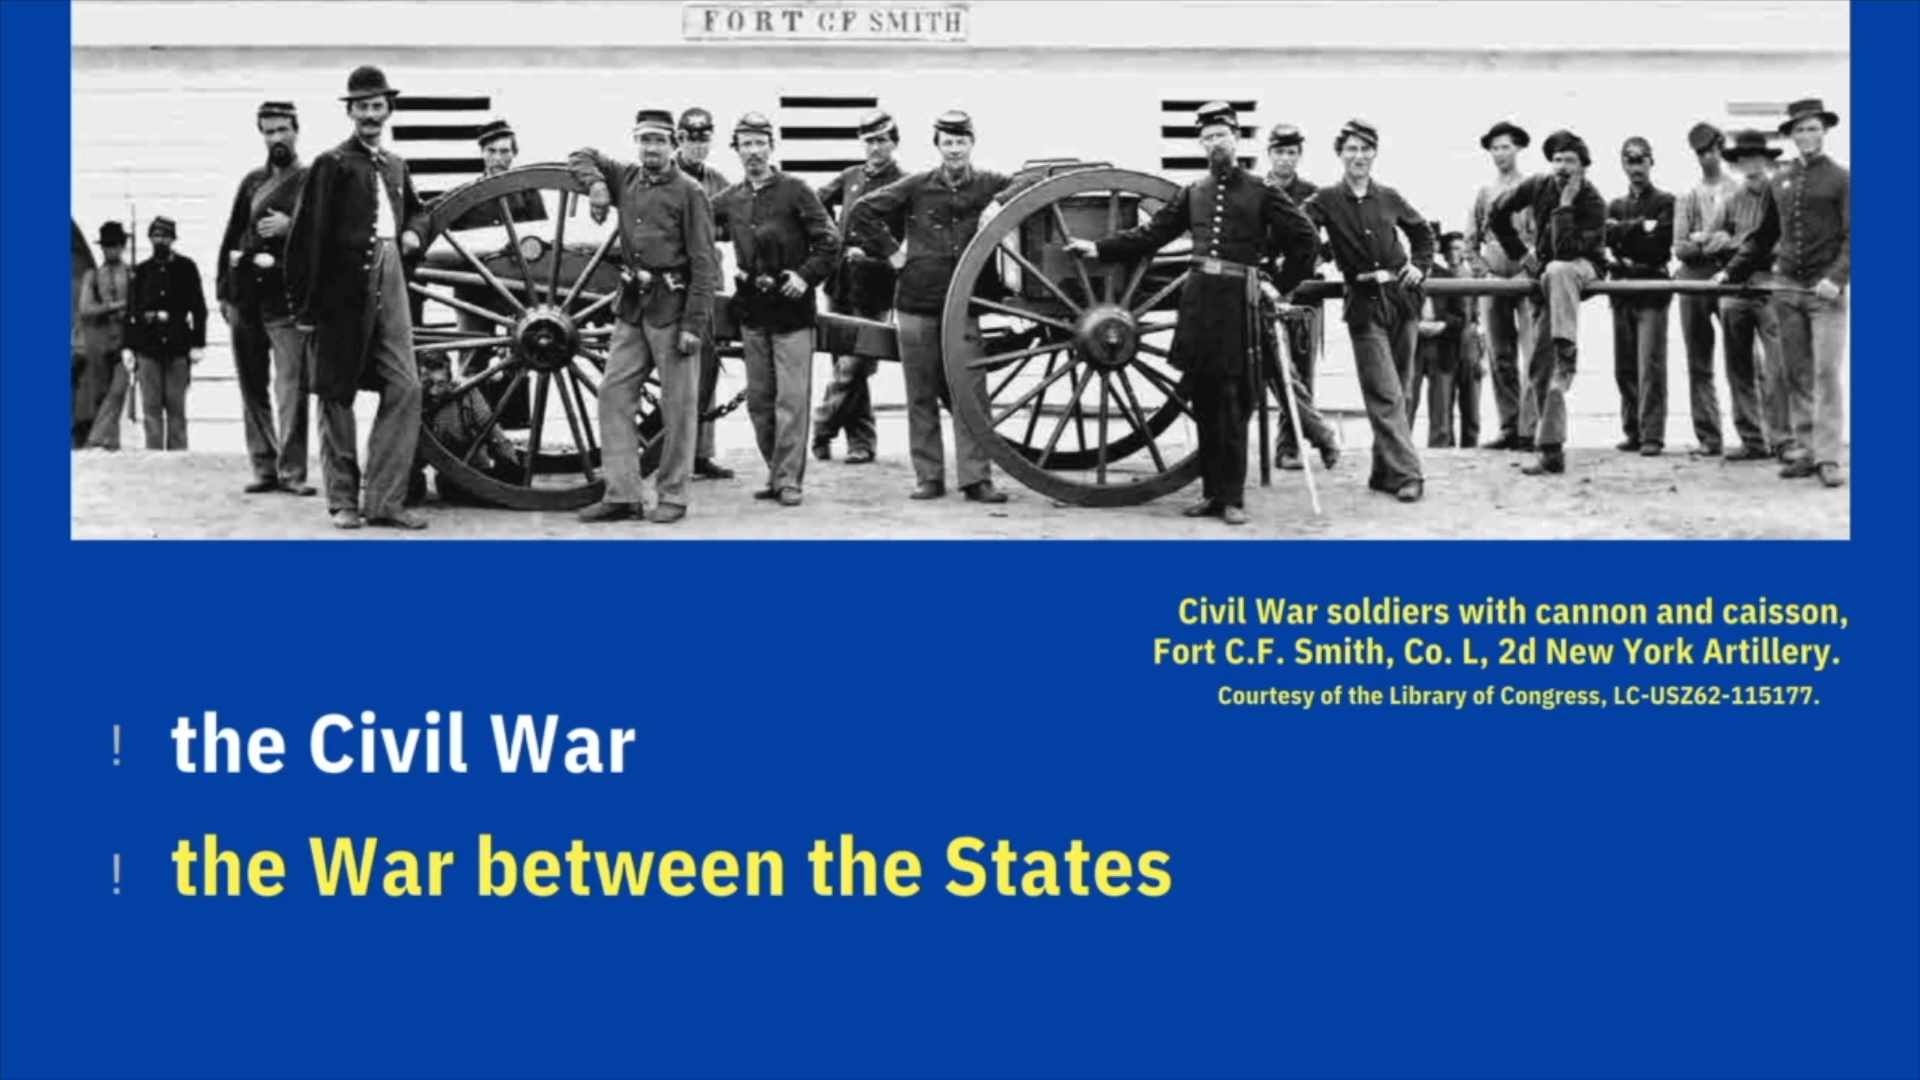 FORT CF SMITH
Civil War soldiers with cannon and caisson,
Fort C.F. Smith, Co. L, 2d New York Artillery.
Courtesy of the Library of Congress, LC-USZ62-115177.
! the Civil War
! the War between the States